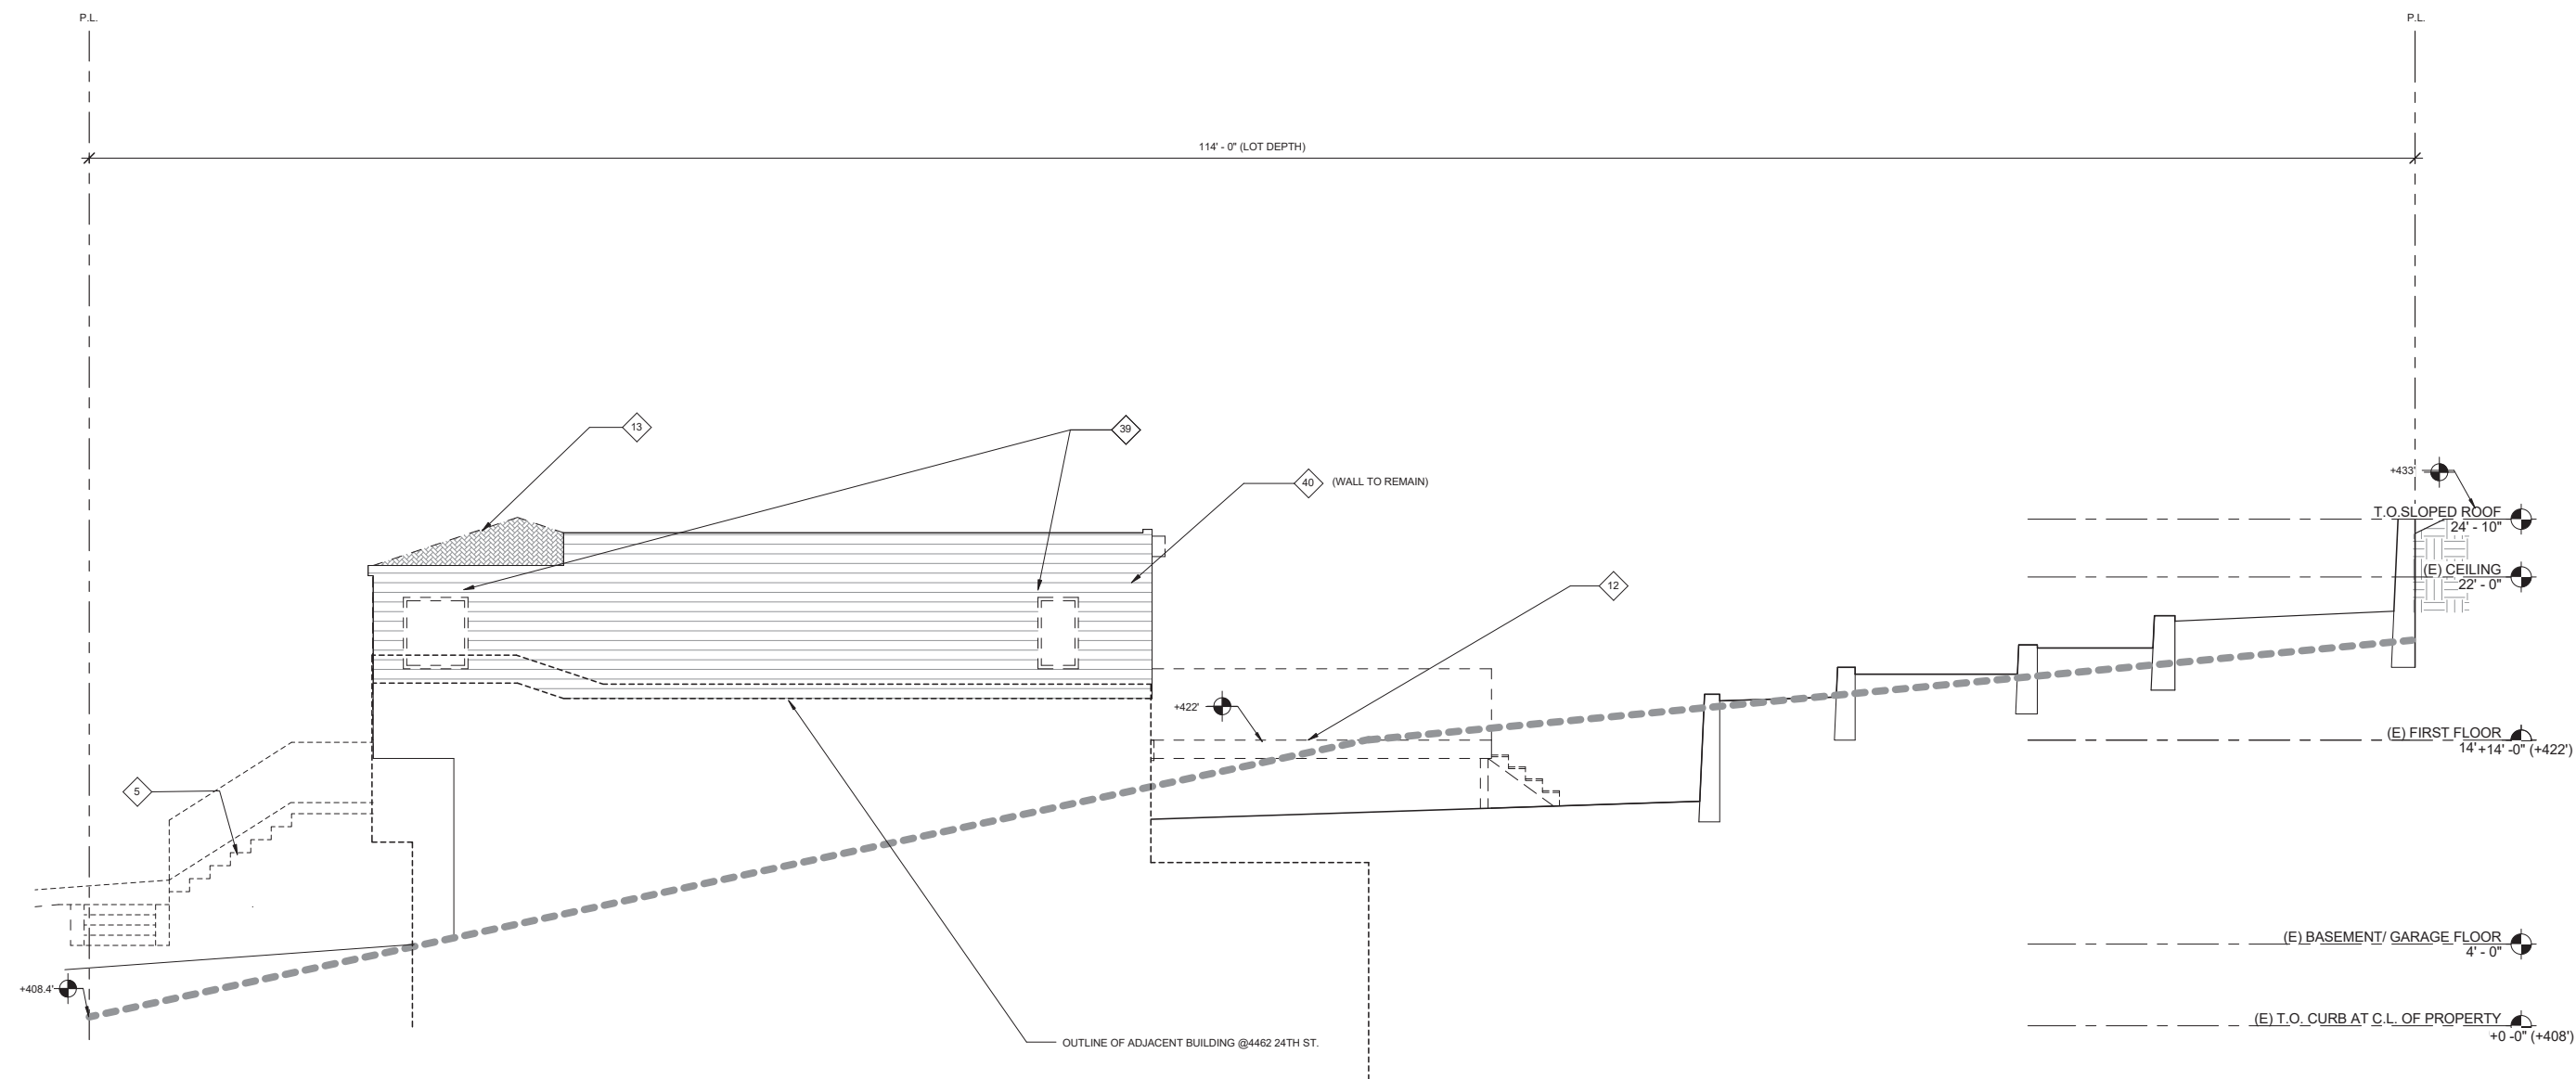 P.L.
P.L.
114' - 0" (LOT DEPTH)
13
39
40 (WALL TO REMAIN)
+433'
T.O.SLOPED ROOF
24' - 10"
(E) CEILING
22' - 0"
12
+422'
(E) FIRST FLOOR
14'+14' -0" (+422')
5
(E) BASEMENT/ GARAGE FLOOR
4' - 0"
+408.4'
(E) T.O. CURB AT C.L. OF PROPERTY
+0 -0" (+408')
OUTLINE OF ADJACENT BUILDING @4462 24TH ST.